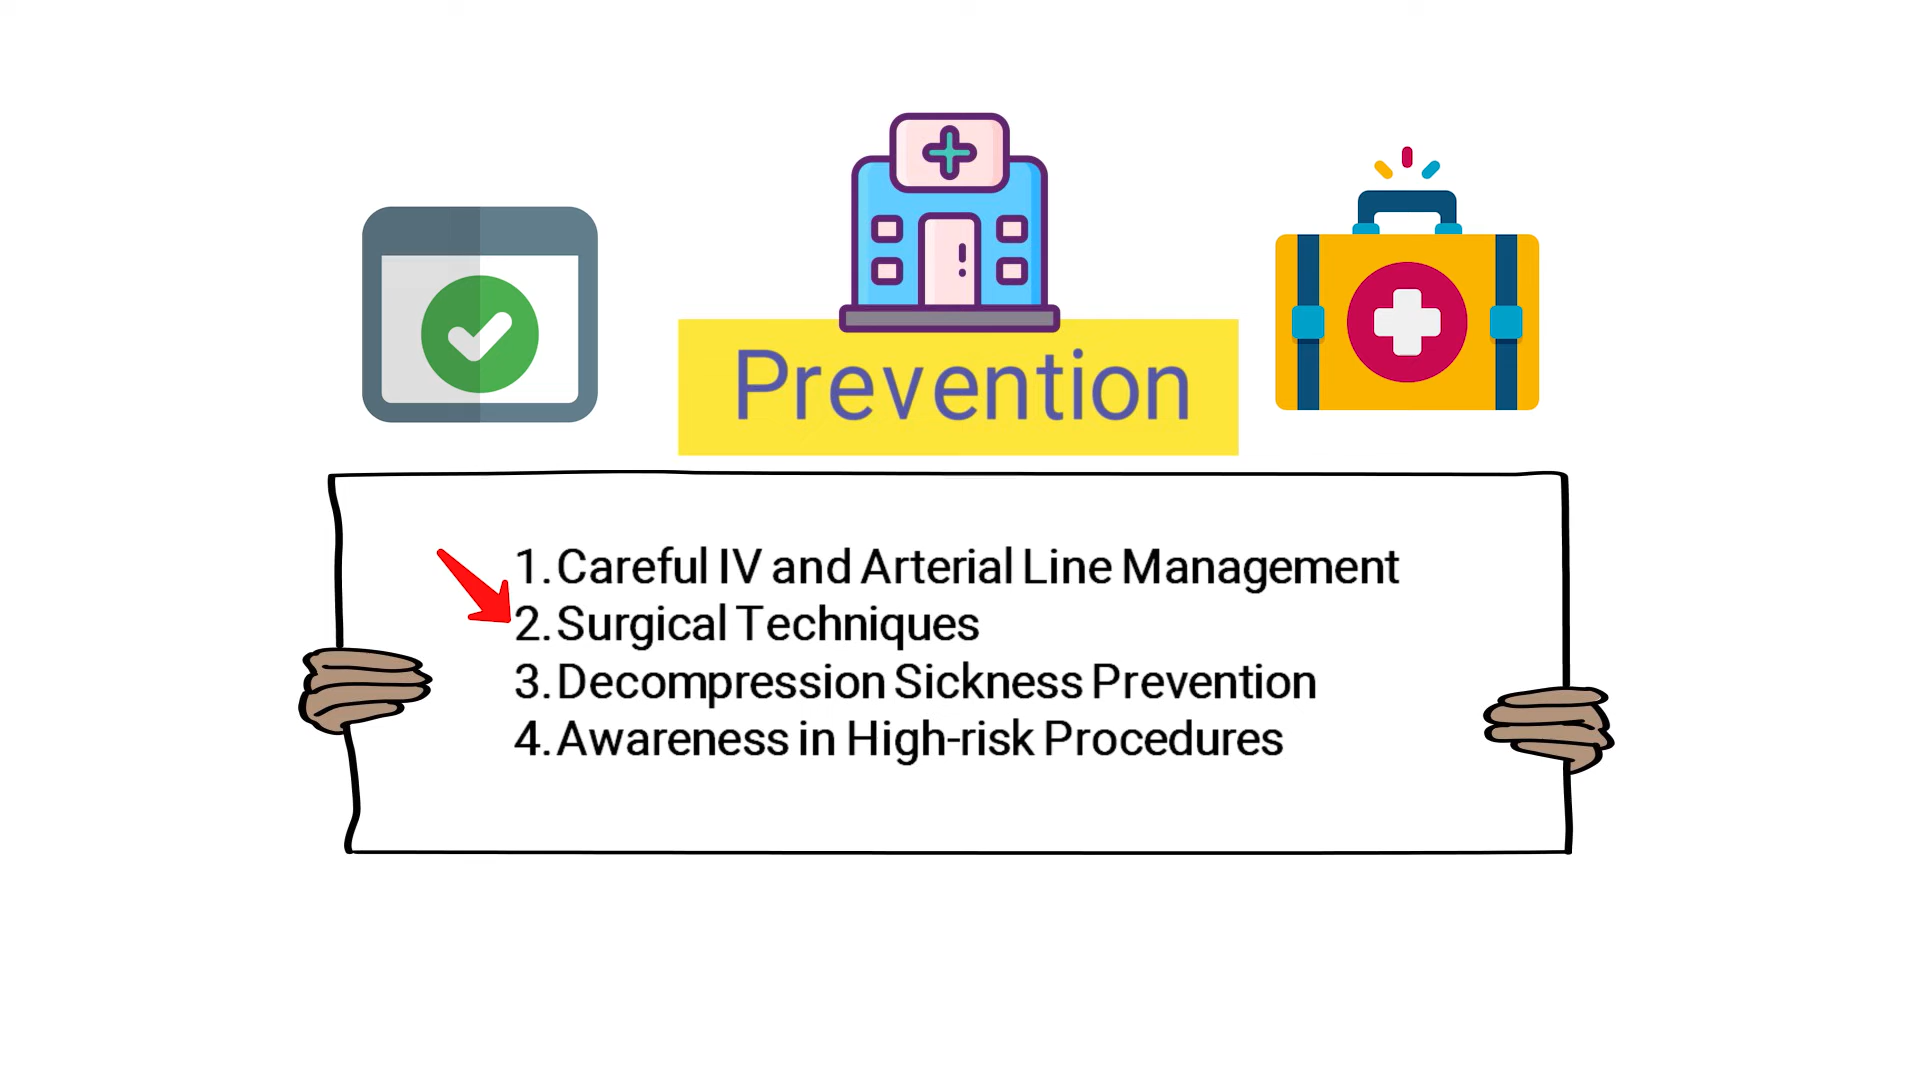 Prevention
1. Careful IV and Arterial Line Management
2. Surgical Techniques
3. Decompression Sickness Prevention
4. Awareness in High-risk Procedures